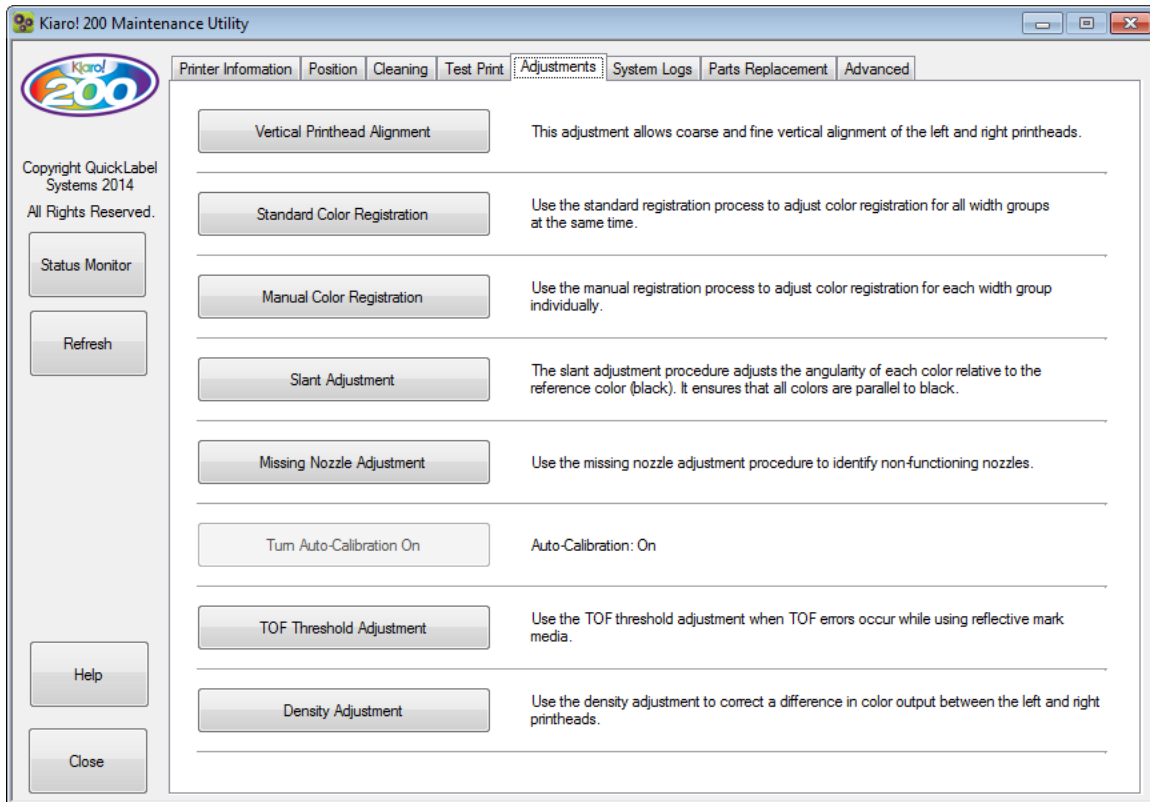 Kiaro! 200 Maintenance Utility
Kiaro!
200
Copyright QuickLabel
Systems 2014
All Rights Reserved.
Status Monitor
Refresh
Help
Close
Printer Information Position Cleaning Test Print Adjustments System Logs Parts Replacement Advanced
Vertical Printhead Alignment
This adjustment allows coarse and fine vertical alignment of the left and right printheads.
Standard Color Registration
Use the standard registration process to adjust color registration for all width groups
at the same time.
Manual Color Registration
Use the manual registration process to adjust color registration for each width group
individually.
Slant Adjustment
The slant adjustment procedure adjusts the angularity of each color relative to the
reference color (black). It ensures that all colors are parallel to black.
Missing Nozzle Adjustment
Use the missing nozzle adjustment procedure to identify non-functioning nozzles.
Turn Auto-Calibration On
Auto-Calibration: On
TOF Threshold Adjustment
Use the TOF threshold adjustment when TOF errors occur while using reflective mark
media.
Density Adjustment
Use the density adjustment to correct a difference in color output between the left and right
printheads.